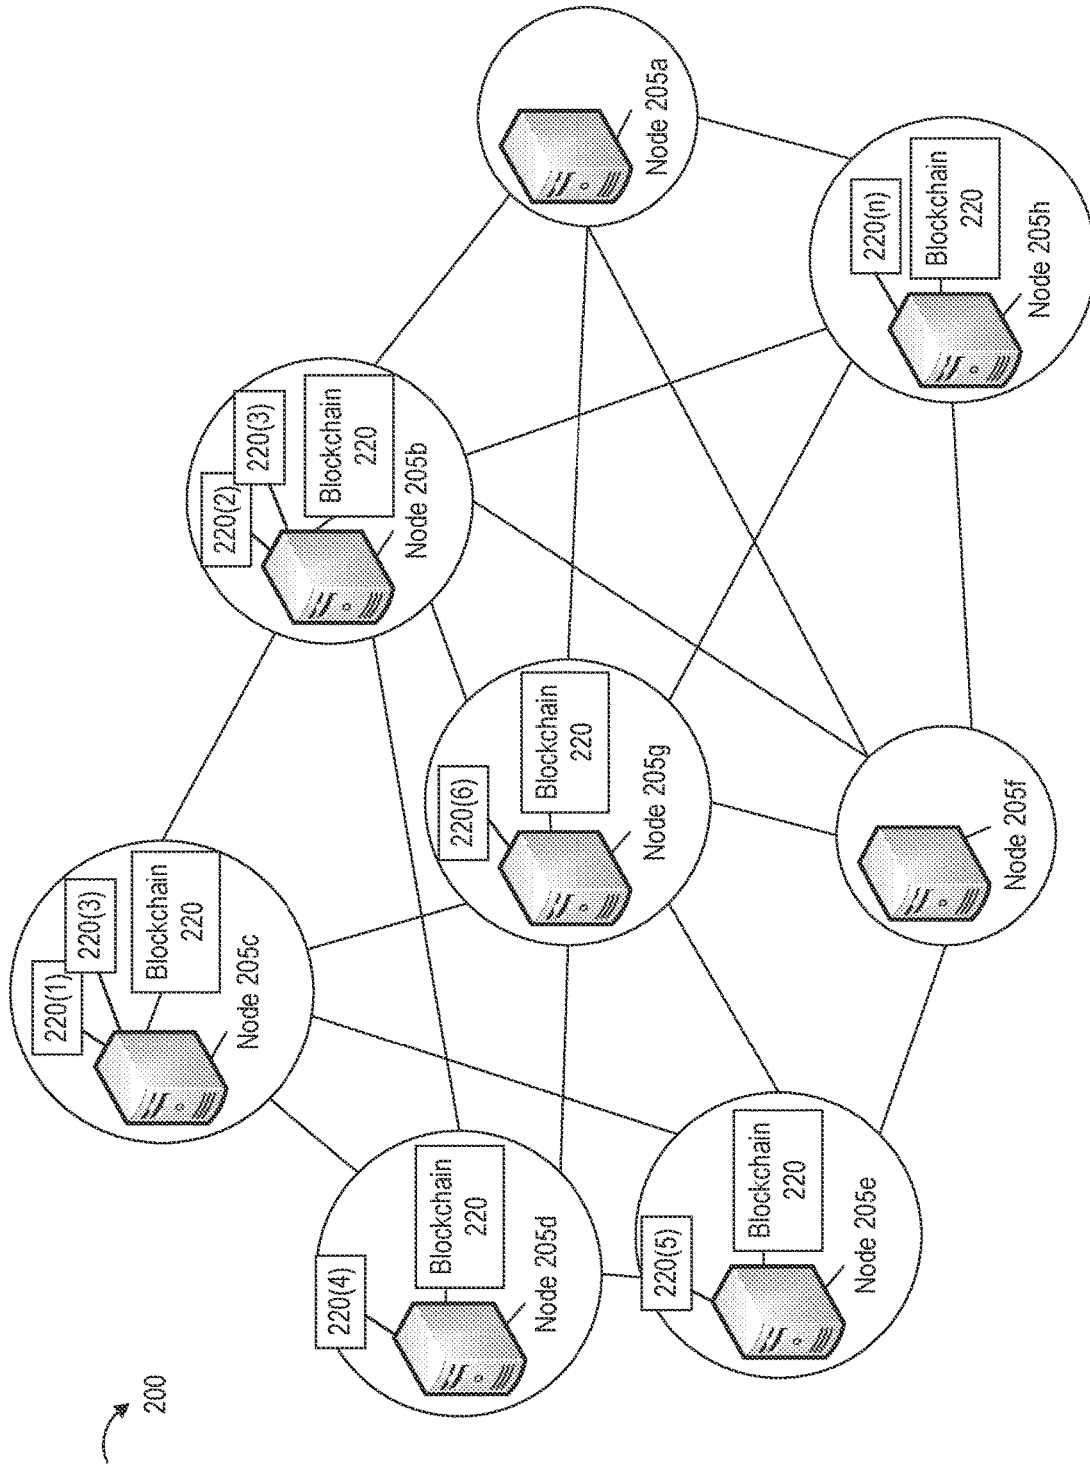 200
220(1)
220(3)
Blockchain
220
Node 205c
220(2)
220(3)
Blockchain
220
Node 205b
Node 205a
220(4)
Blockchain
220
Node 205d
220(6)
Blockchain
220
Node 205g
220(5)
Blockchain
220
Node 205e
Node 205f
220(n)
Blockchain
220
Node 205h